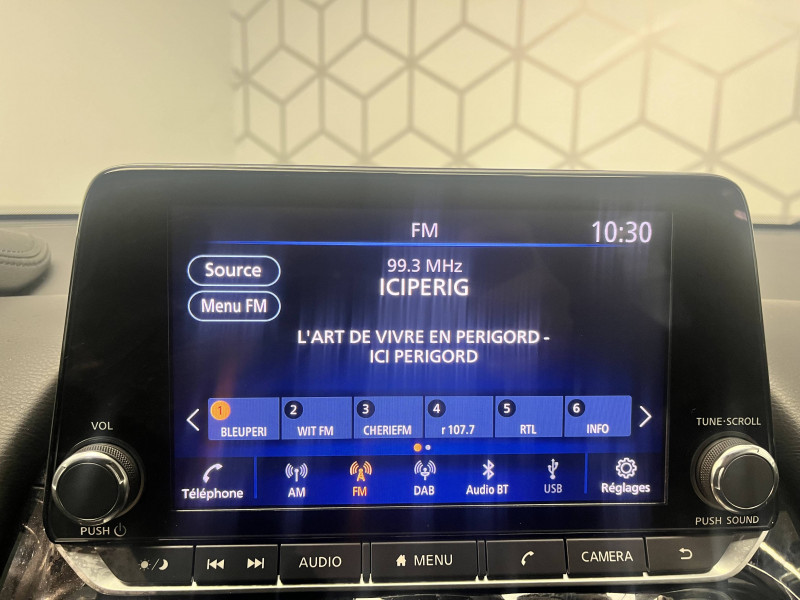 FM
10:30
Source
99.3 MHz
ICIPERIG
Menu FM
L'ART DE VIVRE EN PERIGORD -
ICI PERIGORD
1 BLEUPERI
2 WIT FM
3 CHERIEFM
4 r 107.7
5 RTL
6 INFO
Téléphone
AM
FM
DAB
Audio BT
USB
Réglages
VOL
PUSH
TUNE·SCROLL
PUSH SOUND
AUDIO
MENU
CAMERA